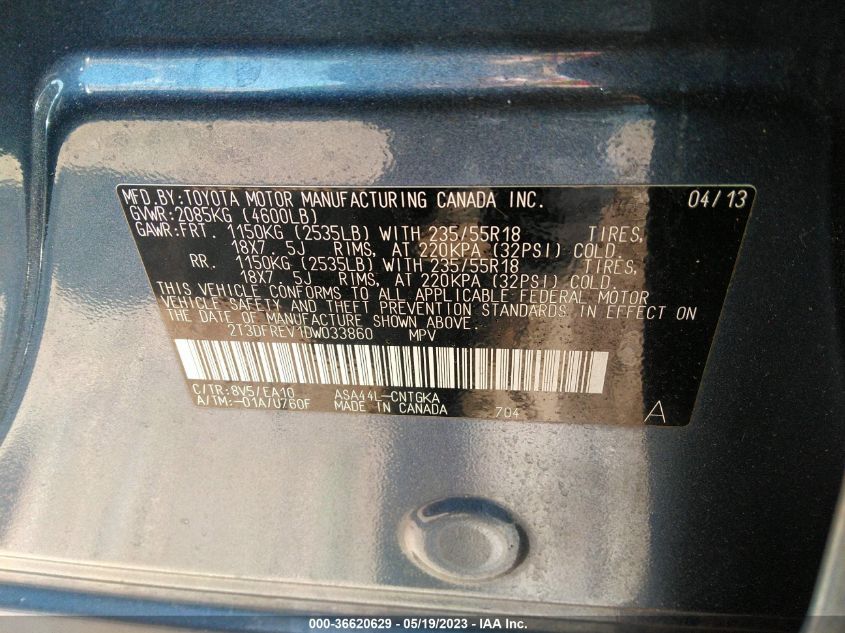 MFD.BY:TOYOTA MOTOR MANUFACTURING CANADA INC. 04/13
GVWR:2085KG (4600LB)
GAWR:FRT. 1150KG (2535LB) WITH 235/55R18 TIRES,
18X7 5J RIMS, AT 220KPA (32PSI) COLD.
RR. 1150KG (2535LB) WITH 235/55R18 TIRES,
18X7 5J RIMS, AT 220KPA (32PSI) COLD.
THIS VEHICLE CONFORMS TO ALL APPLICABLE FEDERAL MOTOR
VEHICLE SAFETY AND THEFT PREVENTION STANDARDS IN EFFECT ON
THE DATE OF MANUFACTURE SHOWN ABOVE.
2T3DFREV1DW033860 MPV
C/TR:8V5/EA10 ASA44L-CNTGKA
A/TM:-01A/U760F MADE IN CANADA 704 A
000-36620629 - 05/19/2023 - IAA Inc.